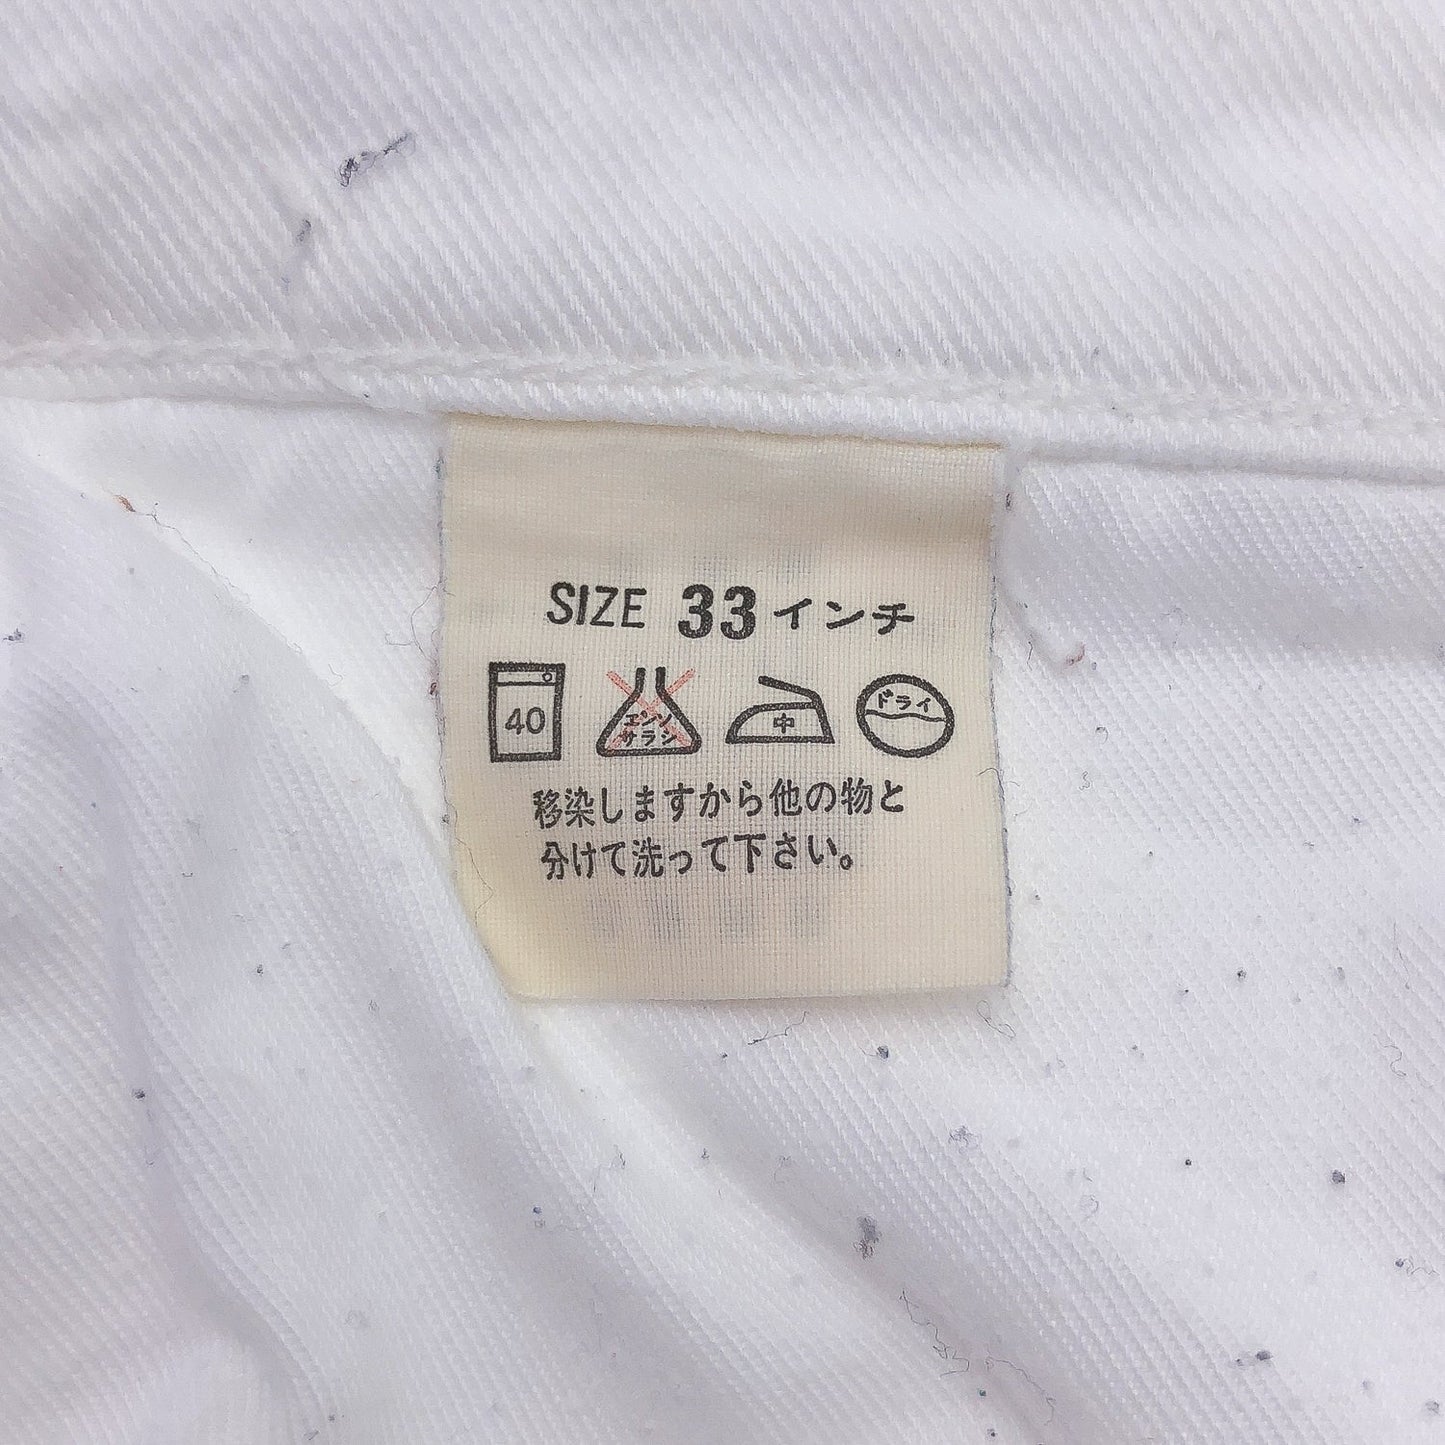 SIZE 33インチ
40 エンソサラシ 中 ドライ
移染しますから他の物と
分けて洗って下さい。